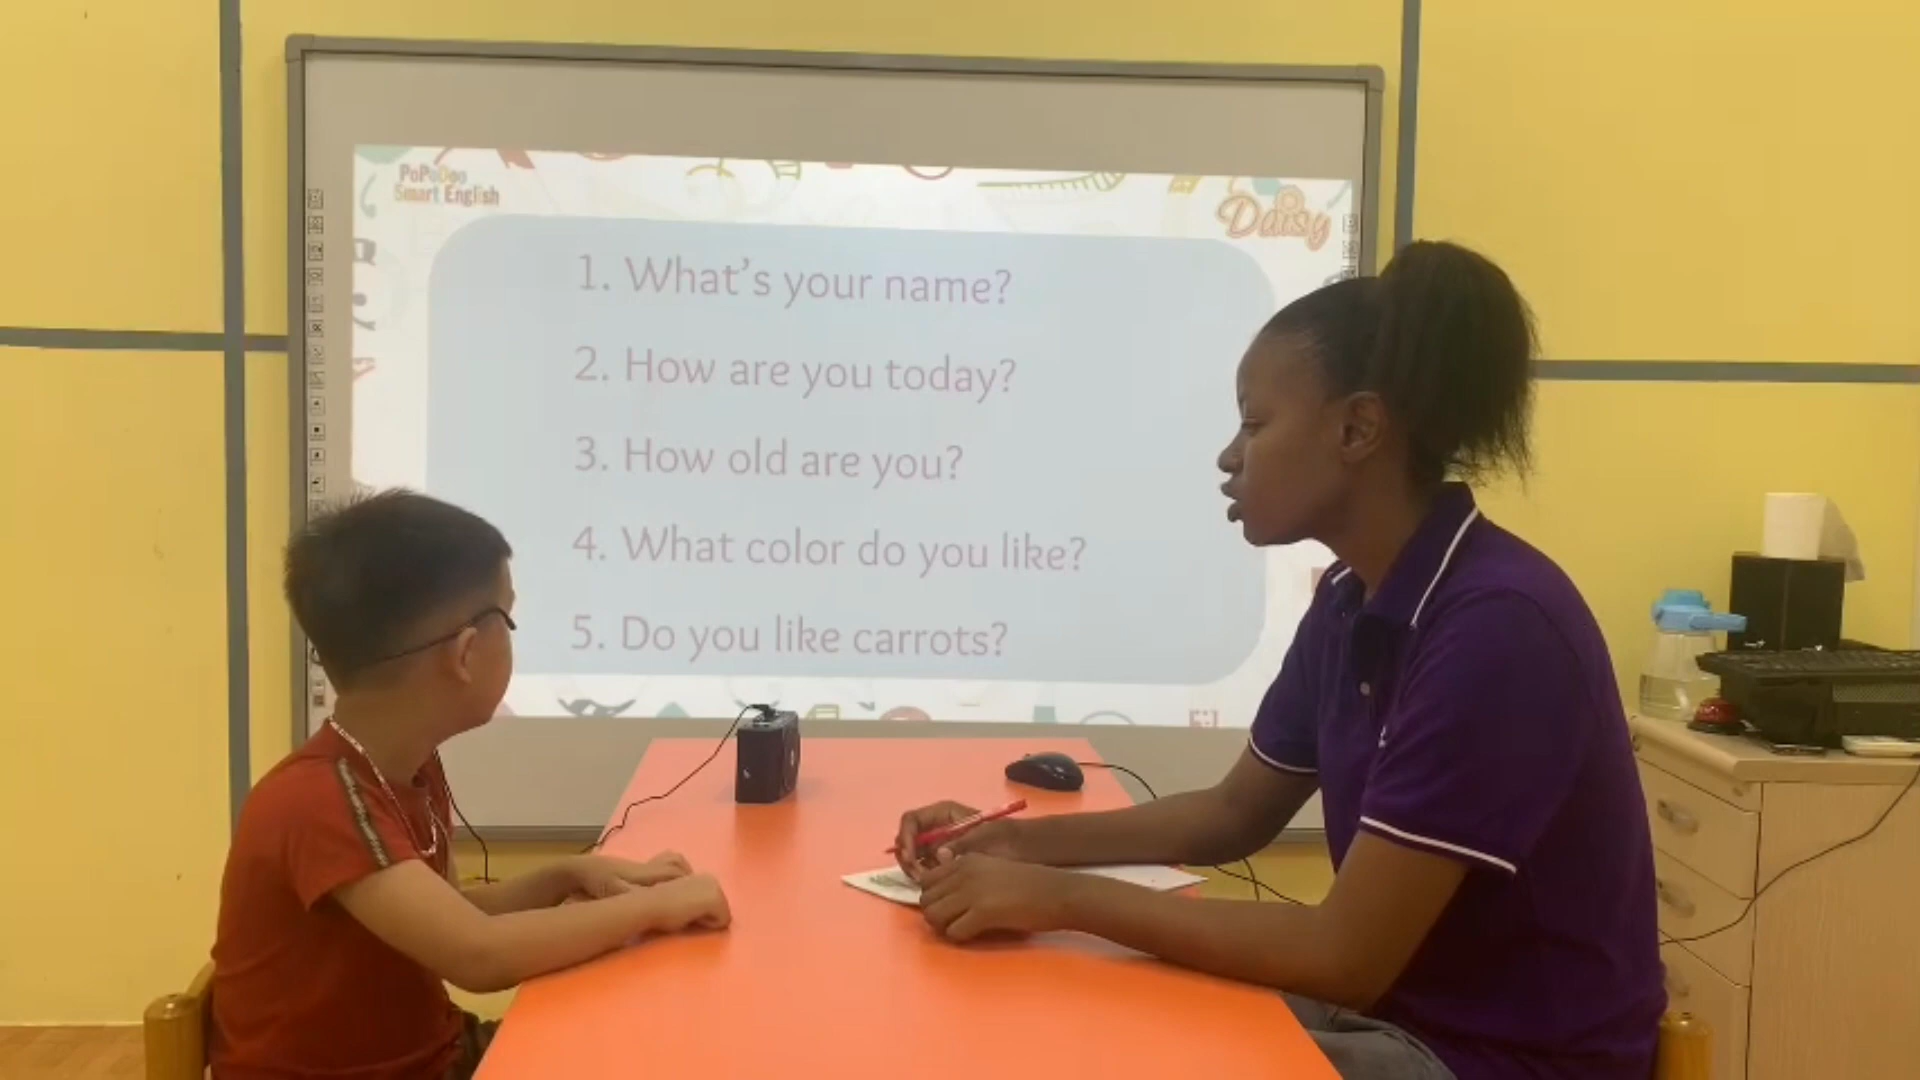 PoPoDoo
Smart English
Daisy
1. What's your name?
2. How are you today?
3. How old are you?
4. What color do you like?
5. Do you like carrots?